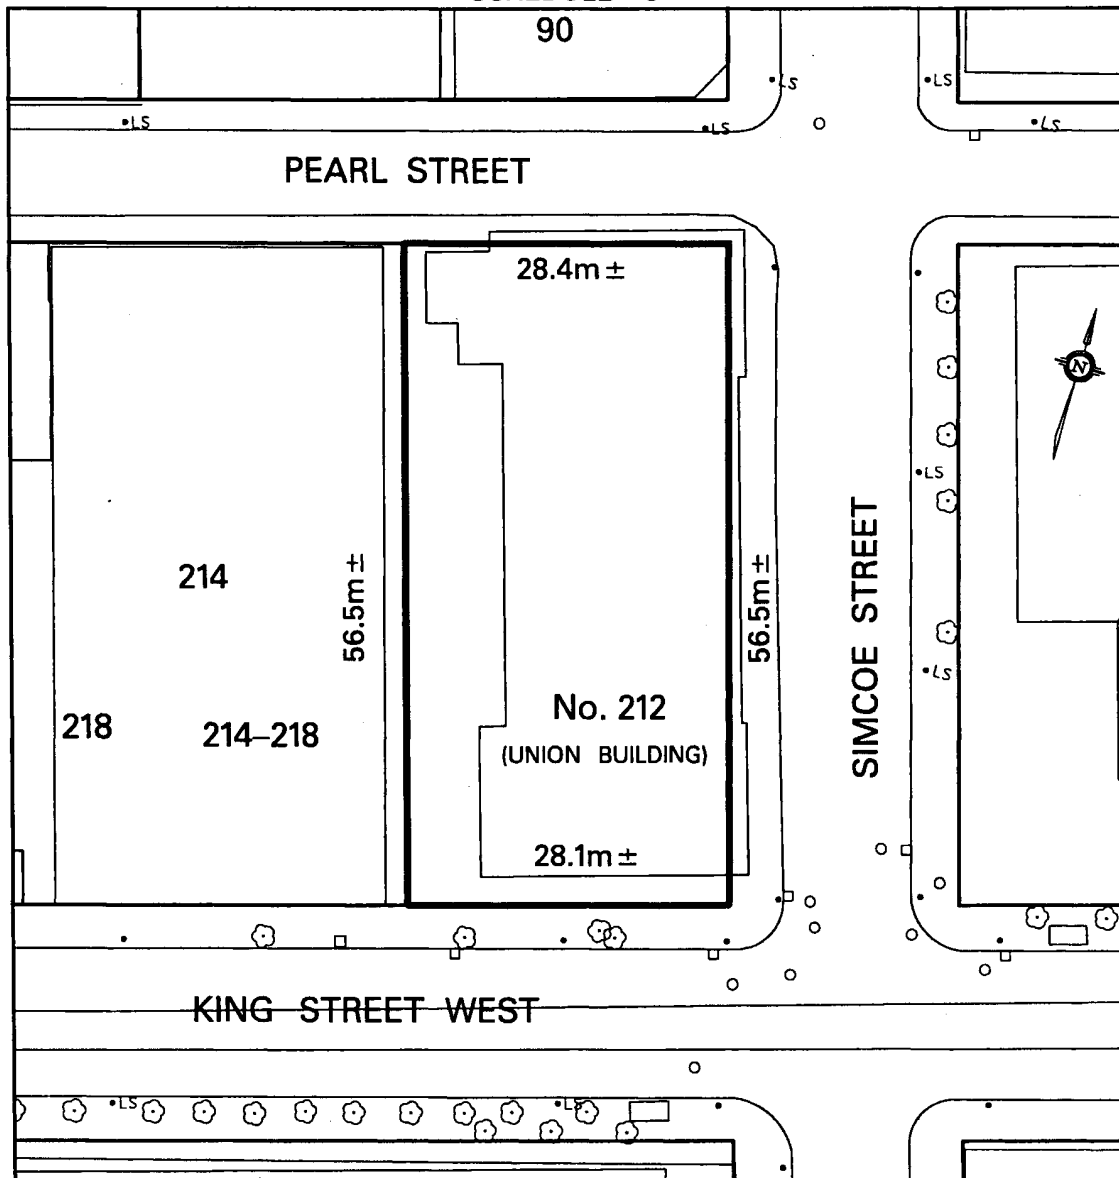 90
LS
LS
LS
LS
LS
PEARL STREET
28.4m ±
N
LS
SIMCOE STREET
56.5m ±
56.5m ±
214
LS
No. 212
218
214–218
(UNION BUILDING)
28.1m ±
KING STREET WEST
LS
LS